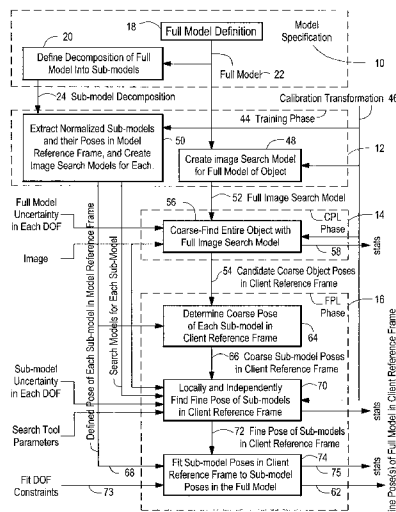 18
Full Model Definition
Model
Specification
20
Define Decomposition of Full
Model Into Sub-models
10
Full Model
22
24 Sub-model Decomposition
Calibration Transformation
46
44 Training Phase
50
Extract Normalized Sub-models
and their Poses in Model
Reference Frame, and Create
Image Search Models for Each.
48
Create image Search Model
for Full Model of Object
12
52 Full Image Search Model
Full Model
Uncertainty
in Each DOF
56
CPL
Phase
14
Coarse-Find Entire Object with
Full Image Search Model
58
stats
Image
54 Candidate Coarse Object Poses
in Client Reference Frame
FPL
Phase
16
Determine Coarse Pose
of Each Sub-model in
Client Reference Frame
64
Defined Pose of Each Sub-model in Model Reference Frame
Search Models for Each Sub-Model
66 Coarse Sub-model Poses
in Client Reference Frame
Sub-model
Uncertainty
in Each DOF
Locally and Independently
Find Fine Pose of Sub-models
in Client Reference Frame
70
stats
Search Tool
Parameters
72 Fine Pose of Sub-models
in Client Reference Frame
68
Fit Sub-model Poses in Client
Reference Frame to Sub-model
Poses in the Full Model
74
75
stats
62
Fit DOF
Constraints
73
Fine Pose(s) of Full Model in Client Reference Frame